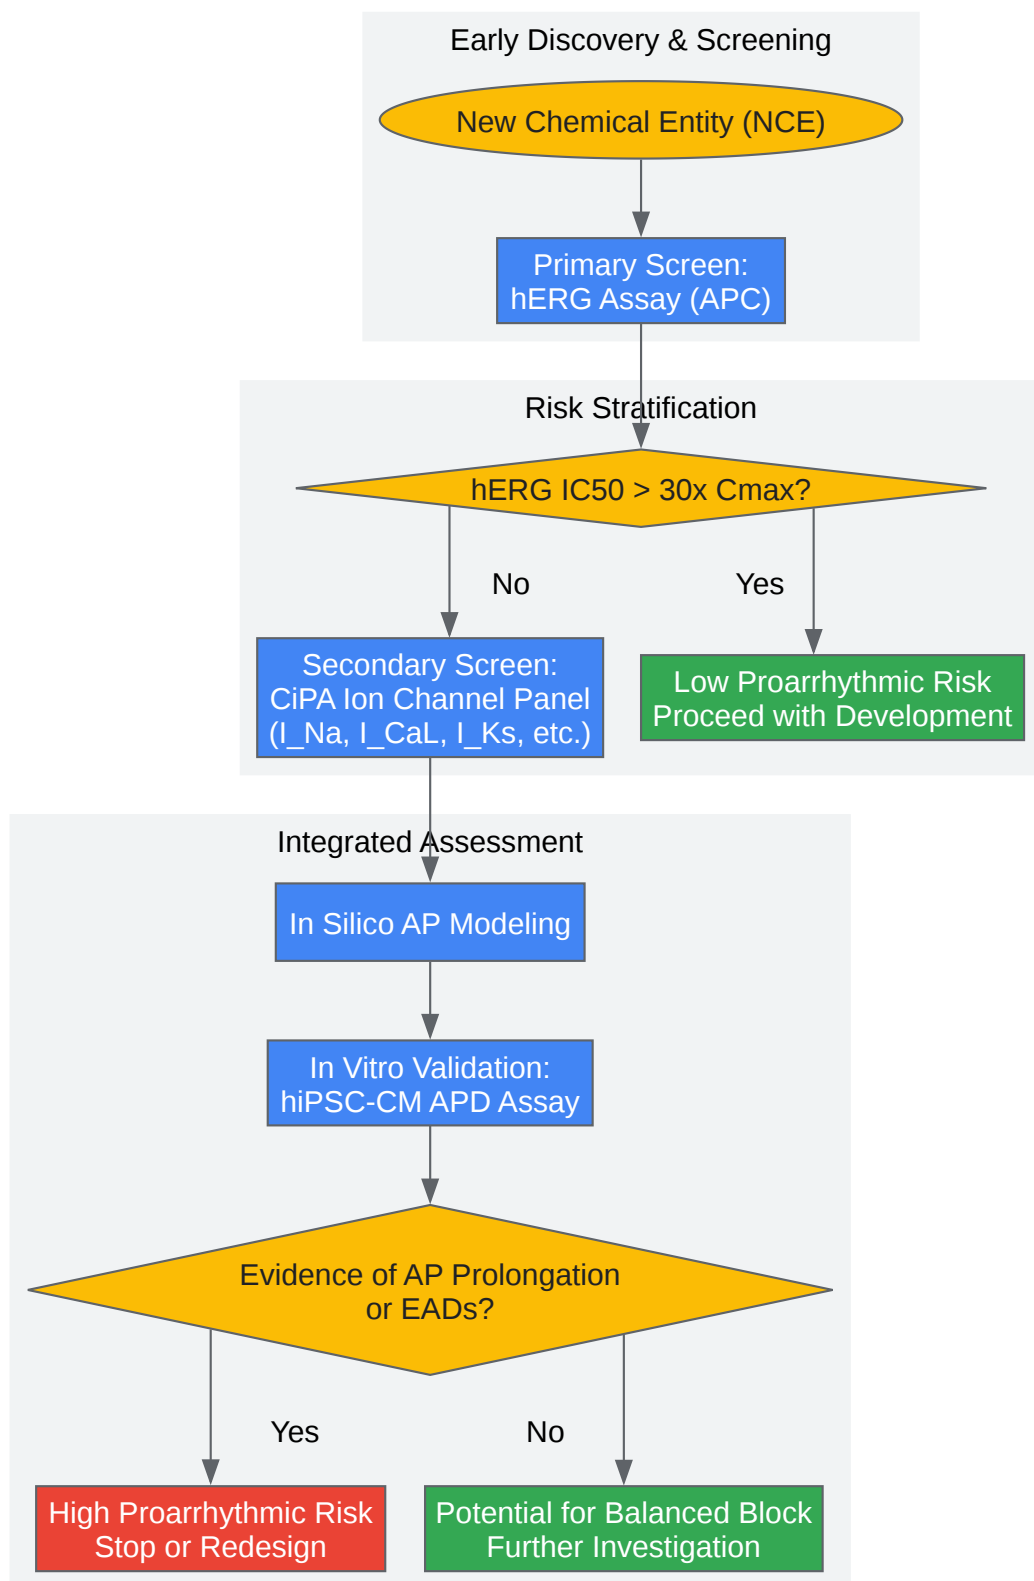 Early Discovery & Screening
New Chemical Entity (NCE)
Primary Screen:
hERG Assay (APC)
Risk Stratification
hERG IC50 > 30x Cmax?
No
Yes
Secondary Screen:
CiPA Ion Channel Panel
(I_Na, I_CaL, I_Ks, etc.)
Low Proarrhythmic Risk
Proceed with Development
Integrated Assessment
In Silico AP Modeling
In Vitro Validation:
hiPSC-CM APD Assay
Evidence of AP Prolongation
or EADs?
Yes
No
High Proarrhythmic Risk
Stop or Redesign
Potential for Balanced Block
Further Investigation